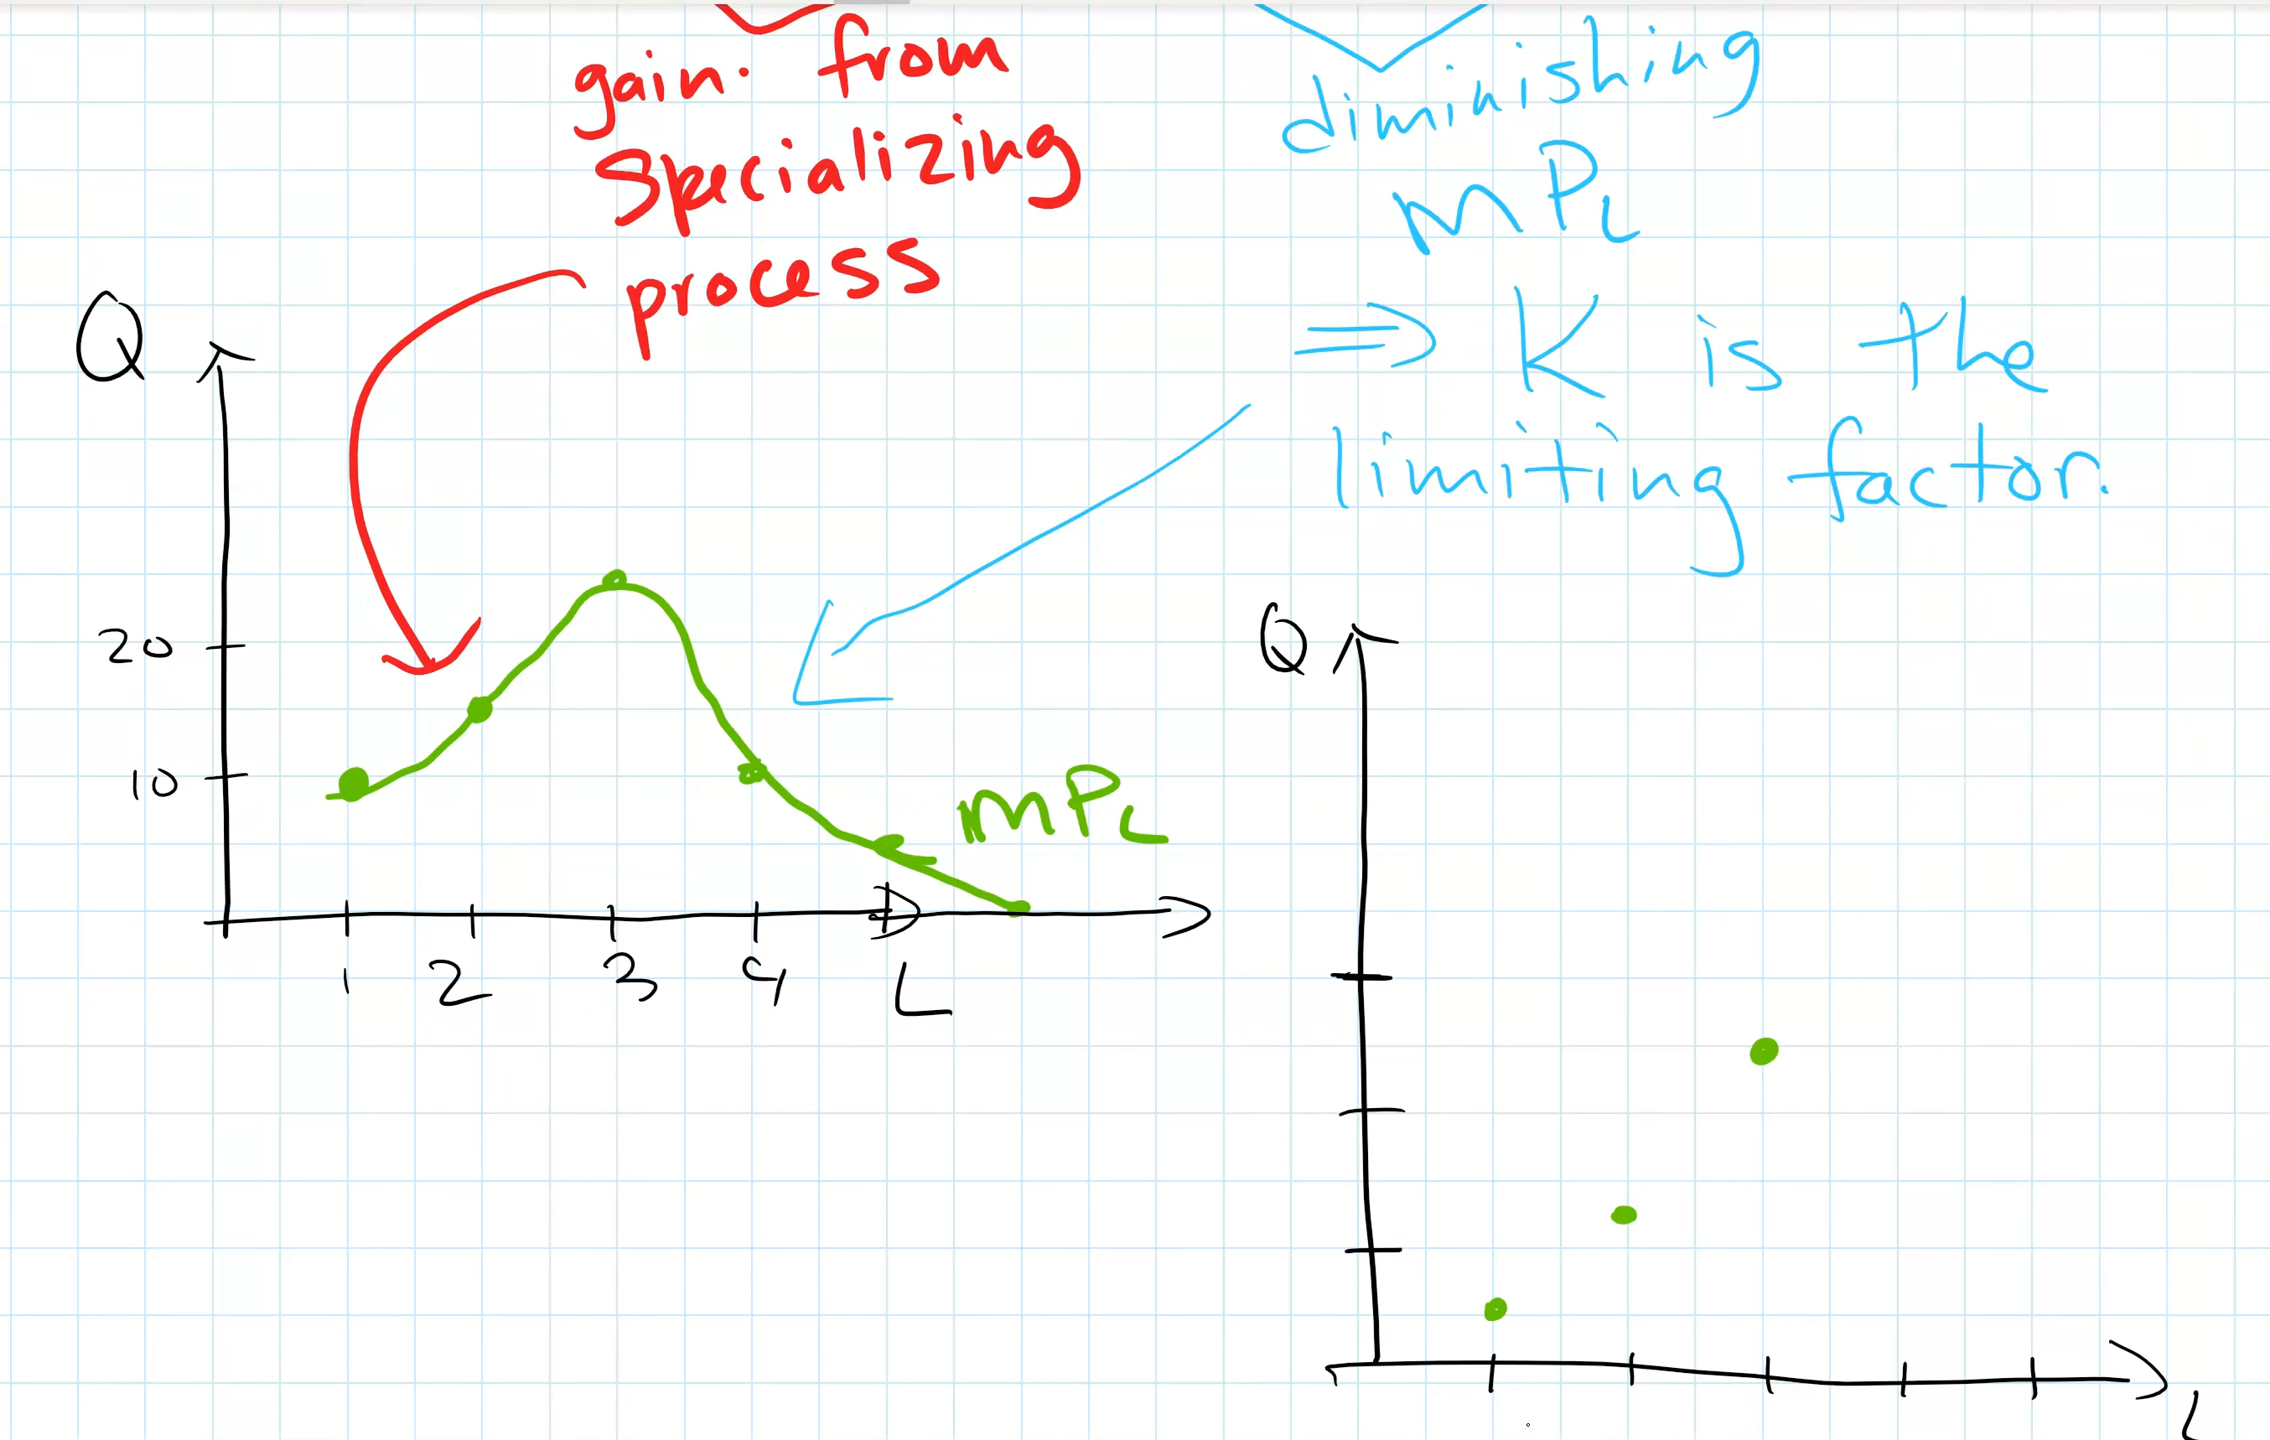 gain. from
Specializing
process
diminishing
MPL
⇒ K is the
limiting factor.
Q
20
10
MPL
1 2 3 4 L
Q
L